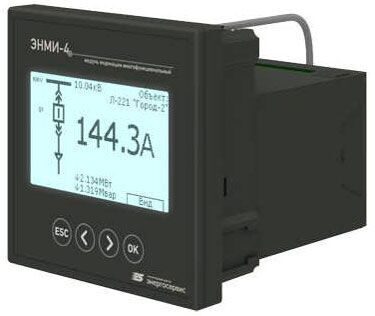 ЭНМИ-4
модуль индикации многофункциональный
10.04кВ
Объект:
Л-221 "Город-2"
Q1
144.3А
↓2.134МВт
↓1.319Мвар
Вид
ESC
OK
энергосервис